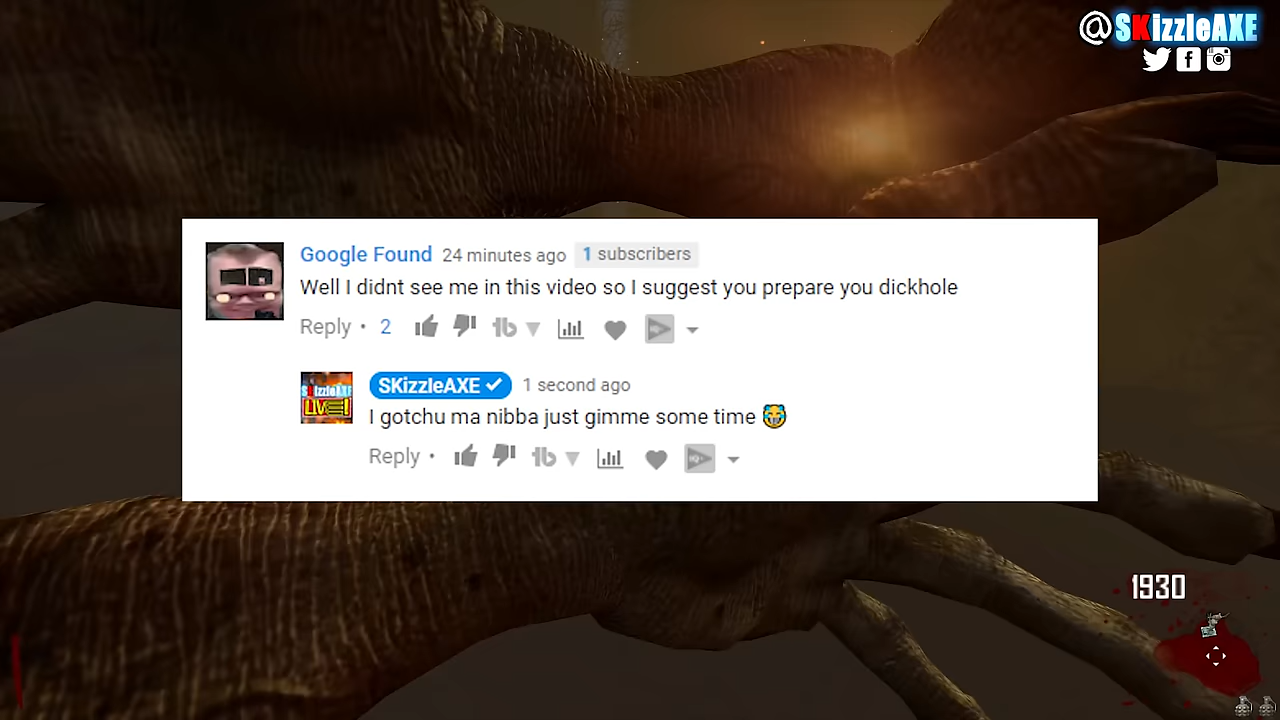 @SKizzleAXE
Google Found 24 minutes ago 1 subscribers
Well I didnt see me in this video so I suggest you prepare you dickhole
Reply • 2
SKizzleAXE 1 second ago
I gotchu ma nibba just gimme some time 😹
Reply •
1930